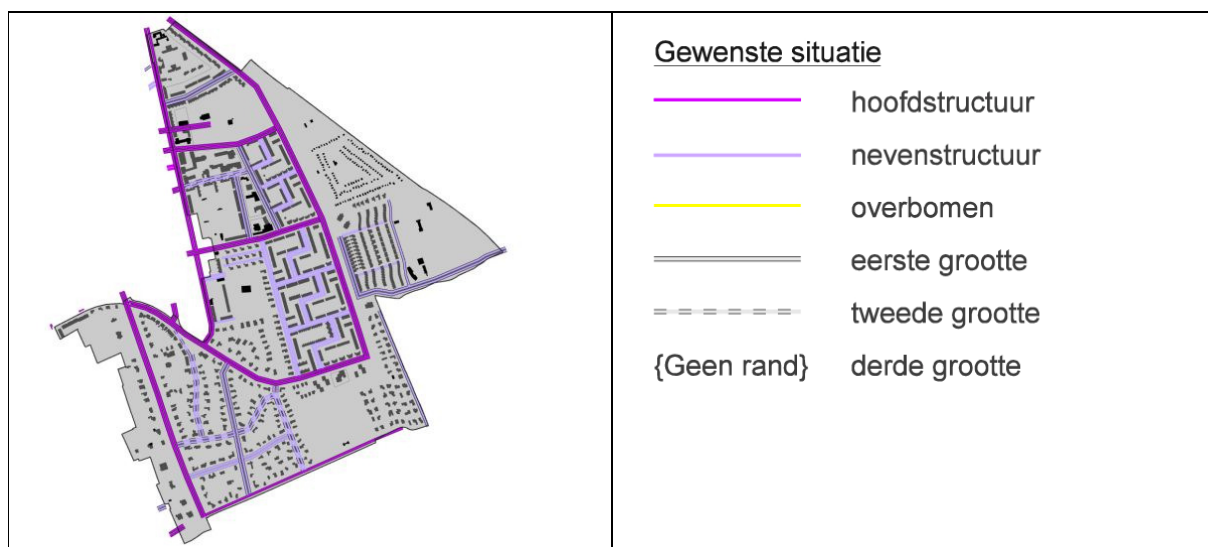 Gewenste situatie
hoofdstructuur
nevenstructuur
overbomen
eerste grootte
tweede grootte
{Geen rand} derde grootte